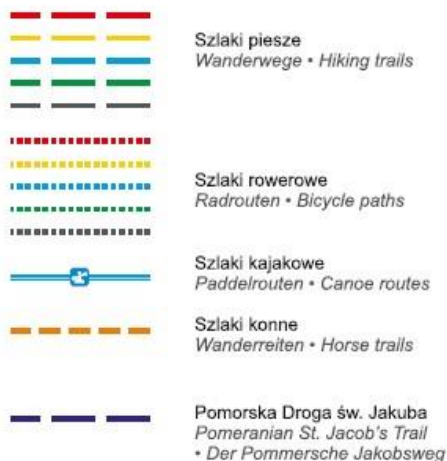 Szlaki piesze
Wanderwege • Hiking trails
Szlaki rowerowe
Radrouten • Bicycle paths
Szlaki kajakowe
Paddelrouten • Canoe routes
Szlaki konne
Wanderreiten • Horse trails
Pomorska Droga św. Jakuba
Pomeranian St. Jacob's Trail
• Der Pommersche Jakobsweg